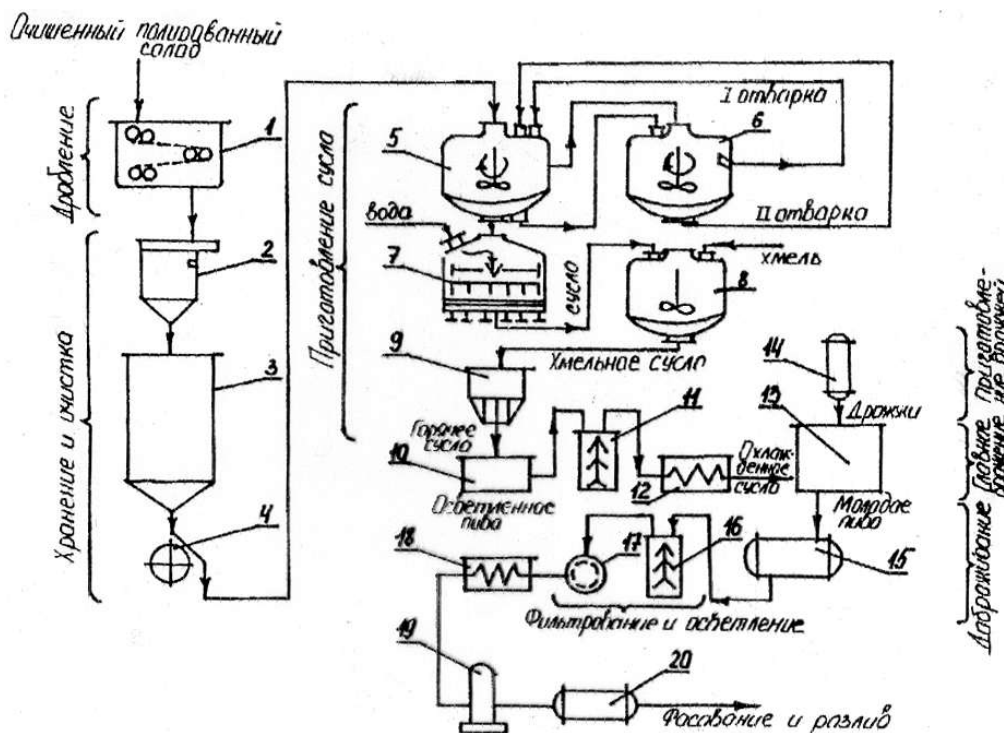 Очищенный полированный
солод
Дробление
1
Хранение и очистка
2
3
4
Приготовление сусла
5
6
I отварка
II отварка
вода
7
сусло
хмель
8
Хмельное сусло
9
Горячее
сусло
10
11
12
Охлаж-
денное
сусло
13
14
Дрожжи
Приготовле-
ние дрожжей
Главное
брожение
Дображивание
Молодое
пиво
15
Осветленное
пиво
16
17
18
Фильтрование и осветление
19
20
Фасование и розлив